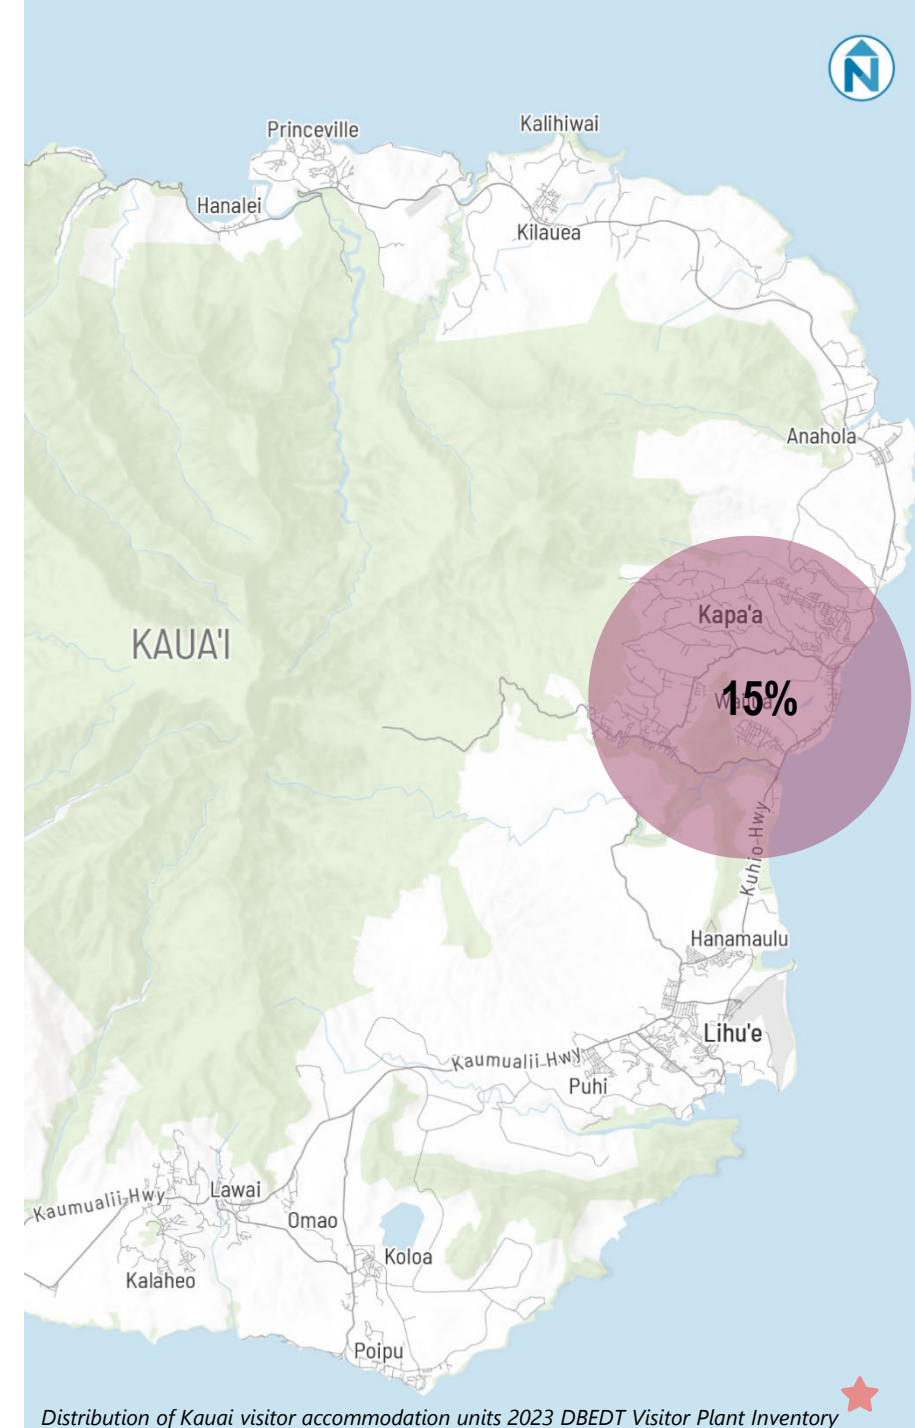 N
Princeville
Kalihiwai
Hanalei
Kilauea
Anahola
Kapa'a
KAUA'I
15%
Kuhio Hwy
Hanamaulu
Lihu'e
Kaumualii Hwy
Puhi
Lawai
Kaumualii Hwy
Omao
Koloa
Kalaheo
Poipu
Distribution of Kauai visitor accommodation units 2023 DBEDT Visitor Plant Inventory